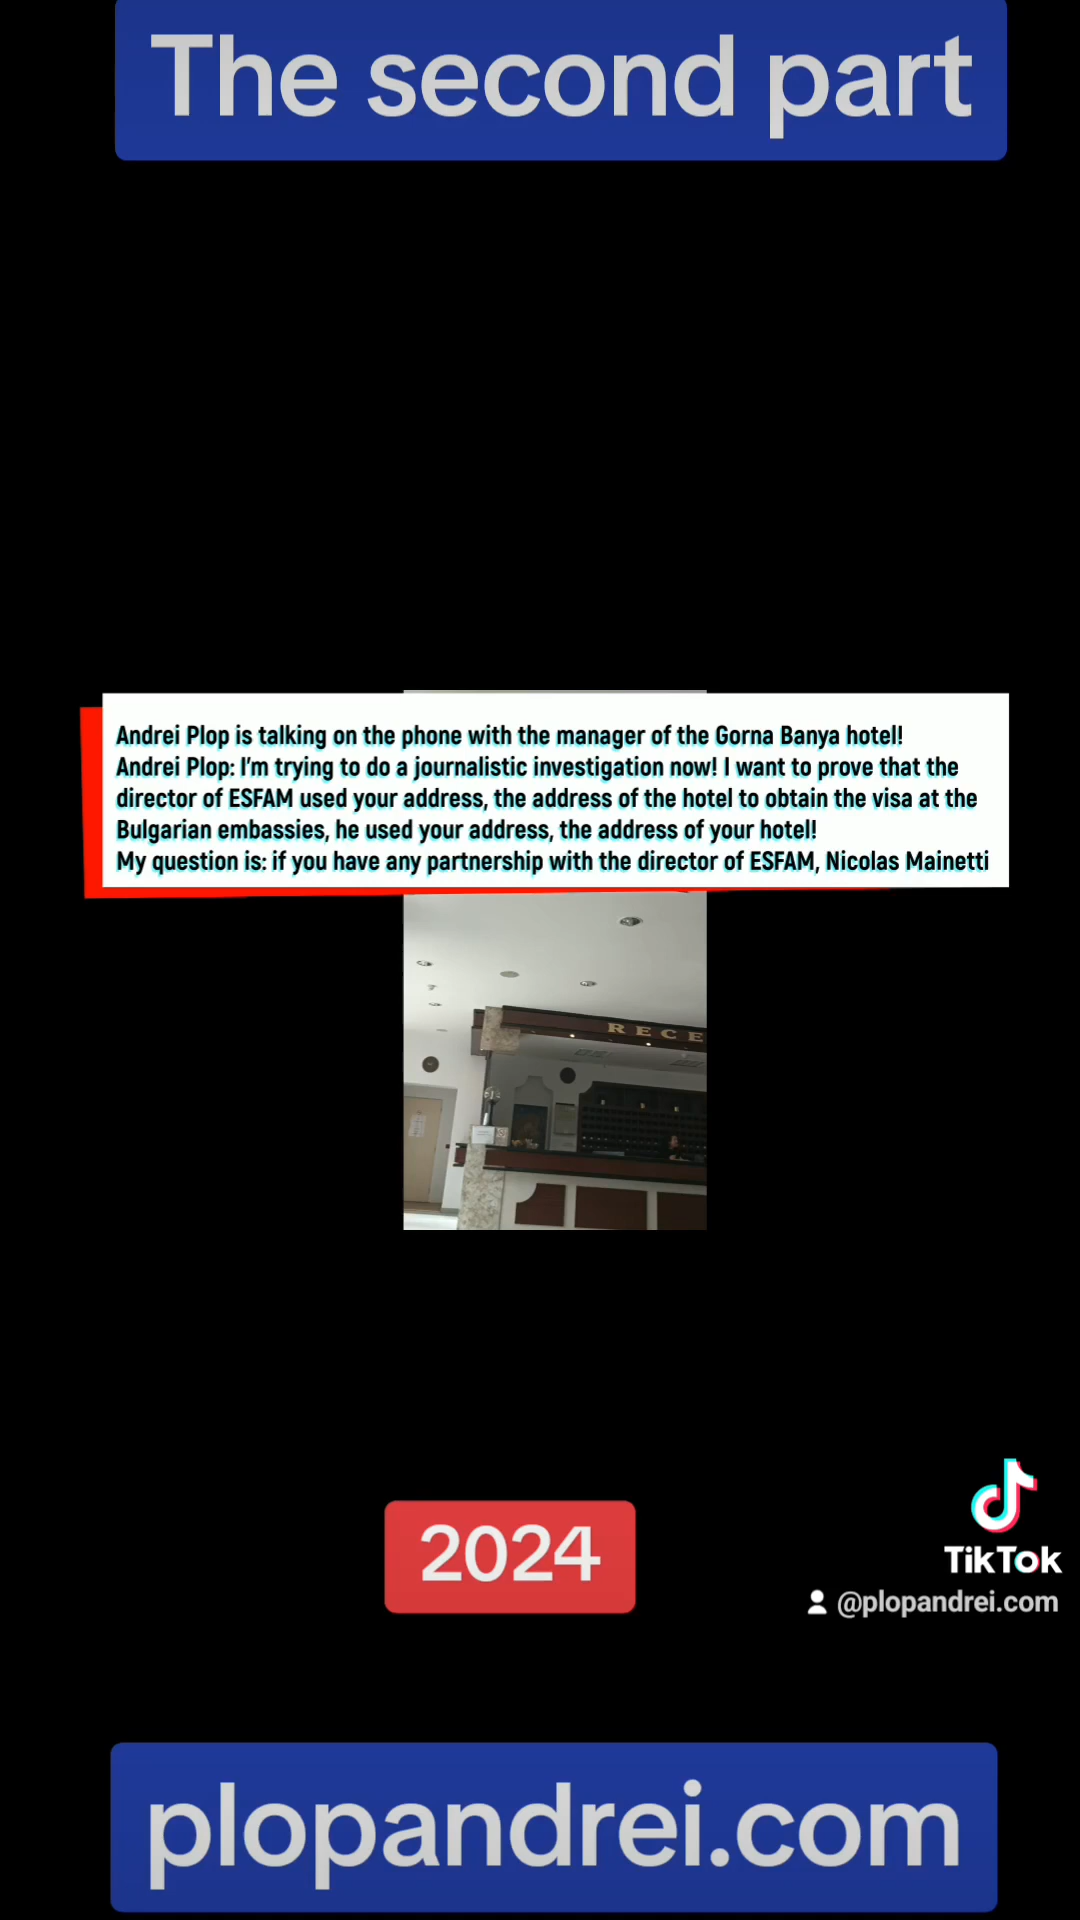 The second part
Andrei Plop is talking on the phone with the manager of the Gorna Banya hotel!
Andrei Plop: I'm trying to do a journalistic investigation now! I want to prove that the
director of ESFAM used your address, the address of the hotel to obtain the visa at the
Bulgarian embassies, he used your address, the address of your hotel!
My question is: if you have any partnership with the director of ESFAM, Nicolas Mainetti
RECE
2024
TikTok
@plopandrei.com
plopandrei.com